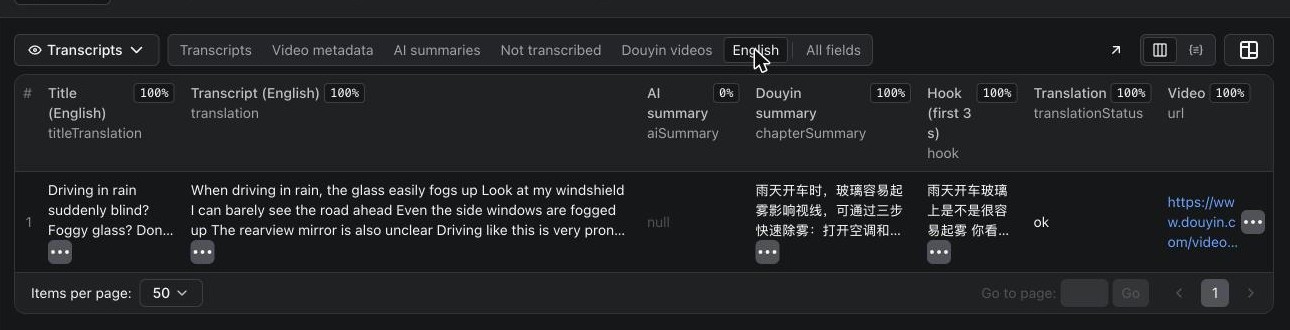 Transcripts
Transcripts Video metadata AI summaries Not transcribed Douyin videos English All fields
# Title (English) 100% Transcript (English) 100% AI summary 0% Douyin summary 100% Hook (first 3 s) 100% Translation 100% Video 100%
titleTranslation translation aiSummary chapterSummary hook translationStatus url
1
Driving in rain
suddenly blind?
Foggy glass? Don...
When driving in rain, the glass easily fogs up Look at my windshield
I can barely see the road ahead Even the side windows are fogged
up The rearview mirror is also unclear Driving like this is very pron...
null
雨天开车时，玻璃容易起
雾影响视线，可通过三步
快速除雾：打开空调和...
雨天开车玻璃
上是不是很容
易起雾 你看...
ok
https://ww
w.douyin.c
om/video...
Items per page: 50 Go to page: Go 1